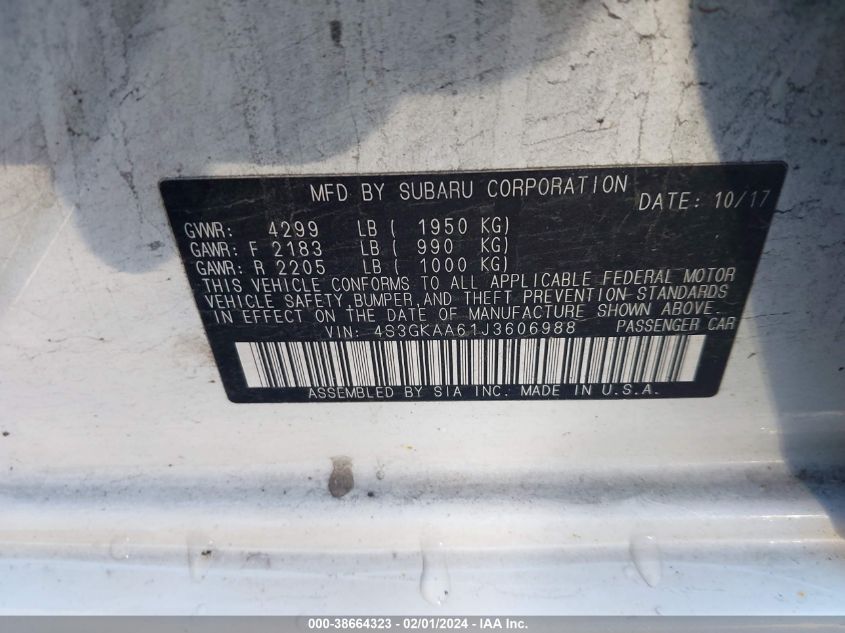 MFD BY SUBARU CORPORATION DATE: 10/17
GVWR: 4299 LB ( 1950 KG)
GAWR: F 2183 LB ( 990 KG)
GAWR: R 2205 LB ( 1000 KG)
THIS VEHICLE CONFORMS TO ALL APPLICABLE FEDERAL MOTOR
VEHICLE SAFETY,BUMPER,AND THEFT PREVENTION STANDARDS
IN EFFECT ON THE DATE OF MANUFACTURE SHOWN ABOVE.
VIN: 4S3GKAA61J3606988 PASSENGER CAR
ASSEMBLED BY SIA INC. MADE IN U.S.A.
000-38664323 - 02/01/2024 - IAA Inc.